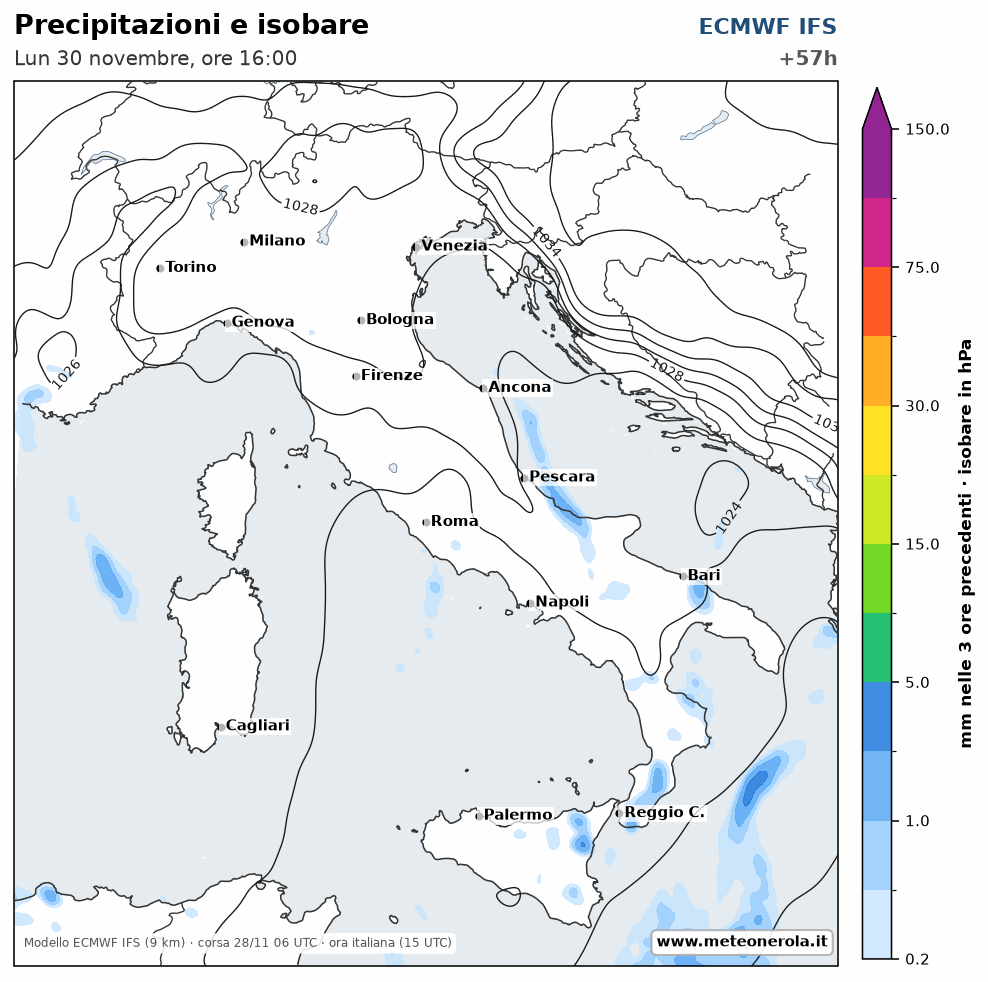 Precipitazioni e isobare
ECMWF IFS
Lun 30 novembre, ore 16:00
+57h
1028
1034
Milano
Venezia
Torino
Genova
Bologna
1026
Firenze
1028
Ancona
103
Pescara
1024
Roma
Bari
Napoli
Cagliari
Palermo
Reggio C.
Modello ECMWF IFS (9 km) · corsa 28/11 06 UTC · ora italiana (15 UTC)
www.meteonerola.it
150.0
75.0
30.0
15.0
5.0
1.0
0.2
mm nelle 3 ore precedenti · isobare in hPa